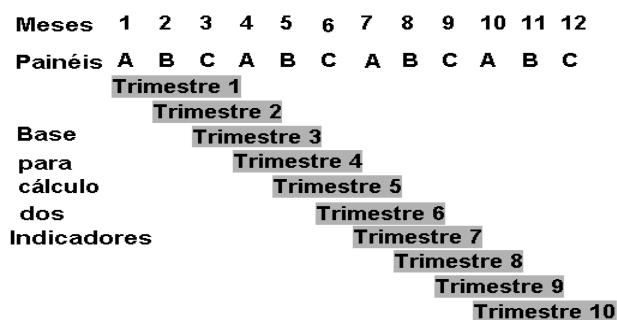 Meses 1 2 3 4 5 6 7 8 9 10 11 12
Painéis A B C A B C A B C A B C
Trimestre 1
Trimestre 2
Base Trimestre 3
para Trimestre 4
cálculo Trimestre 5
dos Trimestre 6
Indicadores Trimestre 7
Trimestre 8
Trimestre 9
Trimestre 10